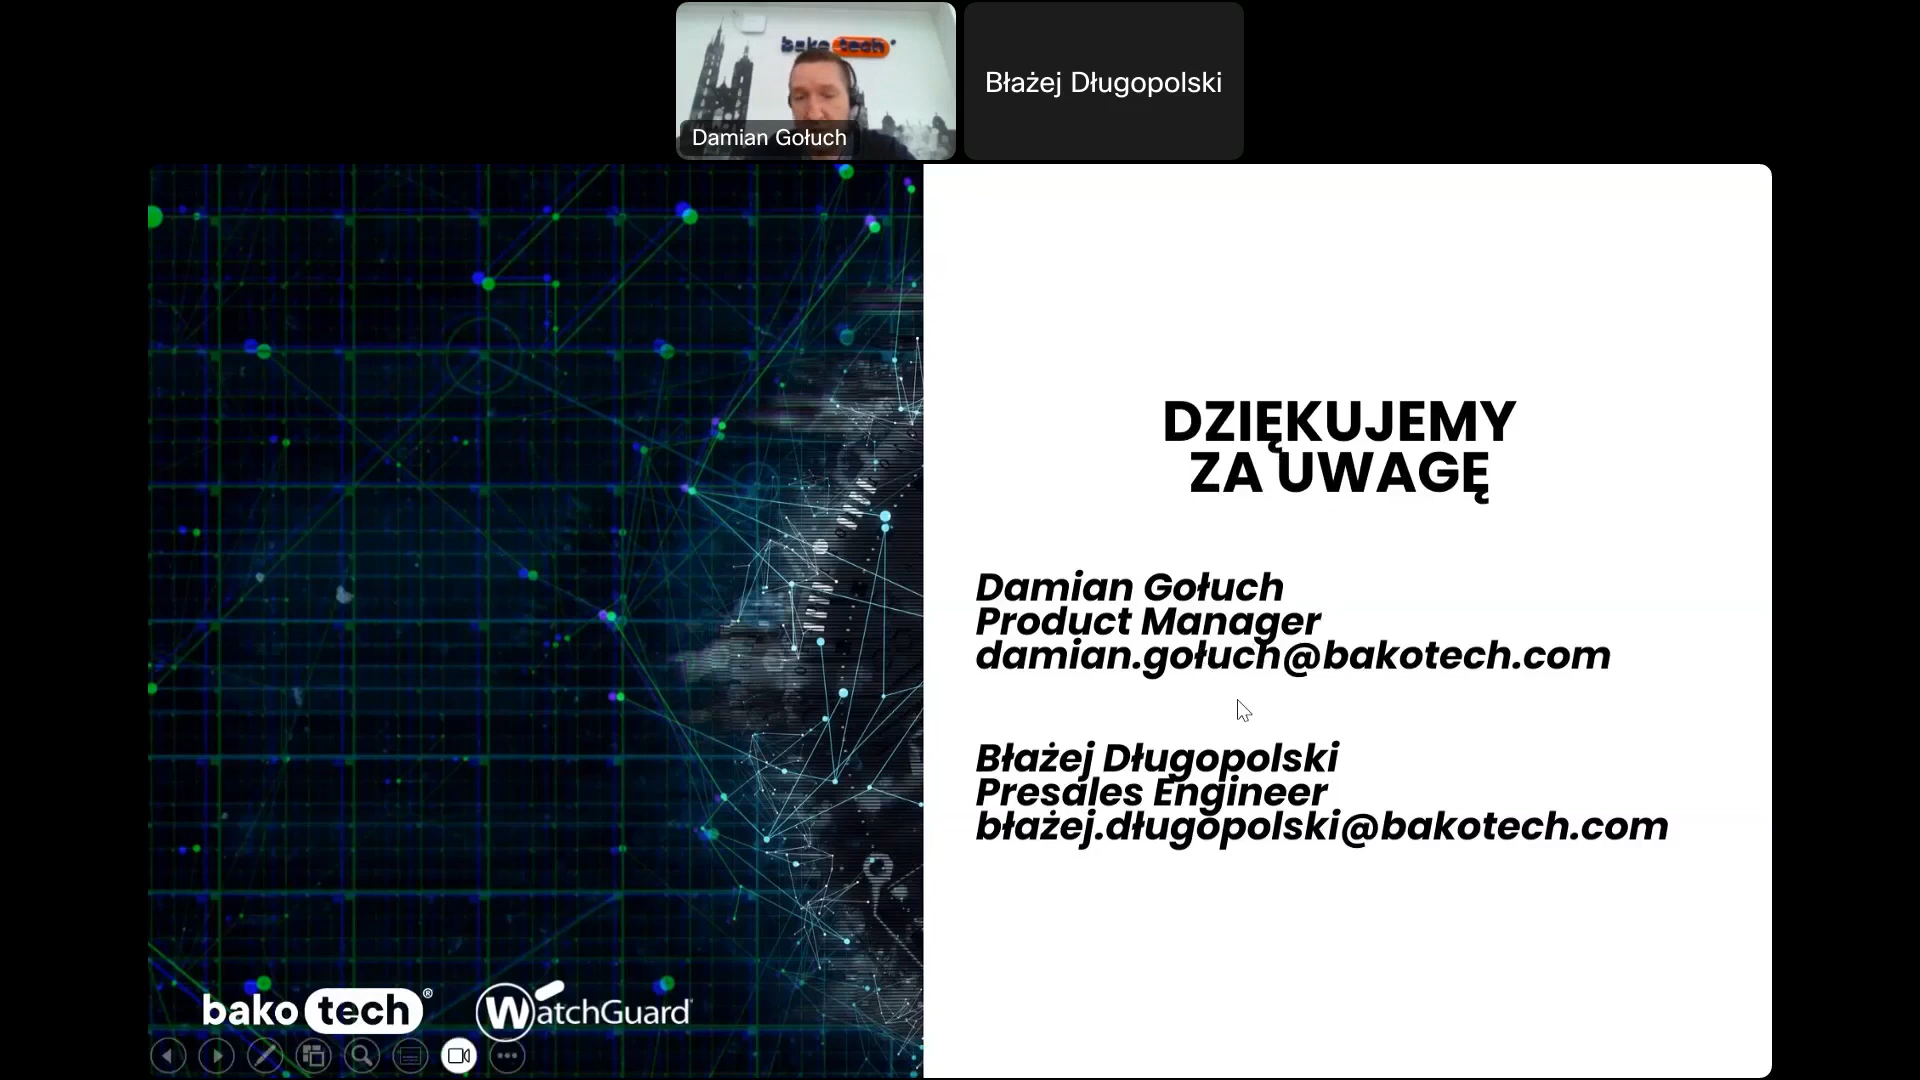 bako tech
Damian Gołuch
Błażej Długopolski
DZIĘKUJEMY
ZA UWAGĘ
Damian Gołuch
Product Manager
damian.gołuch@bakotech.com
Błażej Długopolski
Presales Engineer
błażej.długopolski@bakotech.com
bako tech®
WatchGuard